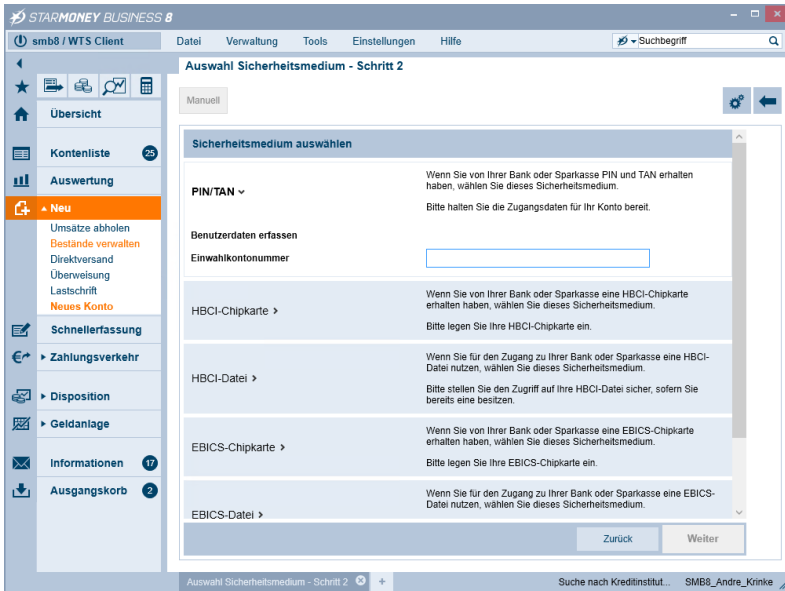 STARMONEY BUSINESS 8
smb8 / WTS Client
Datei Verwaltung Tools Einstellungen Hilfe
Suchbegriff
Auswahl Sicherheitsmedium - Schritt 2
Manuell
Übersicht
Kontenliste 25
Auswertung
Neu
Umsätze abholen
Bestände verwalten
Direktversand
Überweisung
Lastschrift
Neues Konto
Schnellerfassung
Zahlungsverkehr
Disposition
Geldanlage
Informationen 17
Ausgangskorb 2
Sicherheitsmedium auswählen
PIN/TAN
Wenn Sie von Ihrer Bank oder Sparkasse PIN und TAN erhalten
haben, wählen Sie dieses Sicherheitsmedium.
Bitte halten Sie die Zugangsdaten für Ihr Konto bereit.
Benutzerdaten erfassen
Einwahlkontonummer
HBCI-Chipkarte
Wenn Sie von Ihrer Bank oder Sparkasse eine HBCI-Chipkarte
erhalten haben, wählen Sie dieses Sicherheitsmedium.
Bitte legen Sie Ihre HBCI-Chipkarte ein.
HBCI-Datei
Wenn Sie für den Zugang zu Ihrer Bank oder Sparkasse eine HBCI-
Datei nutzen, wählen Sie dieses Sicherheitsmedium.
Bitte stellen Sie den Zugriff auf Ihre HBCI-Datei sicher, sofern Sie
bereits eine besitzen.
EBICS-Chipkarte
Wenn Sie von Ihrer Bank oder Sparkasse eine EBICS-Chipkarte
erhalten haben, wählen Sie dieses Sicherheitsmedium.
Bitte legen Sie Ihre EBICS-Chipkarte ein.
EBICS-Datei
Wenn Sie für den Zugang zu Ihrer Bank oder Sparkasse eine EBICS-
Datei nutzen, wählen Sie dieses Sicherheitsmedium.
Zurück Weiter
Auswahl Sicherheitsmedium - Schritt 2 +
Suche nach Kreditinstitut... SMB8_Andre_Krinke